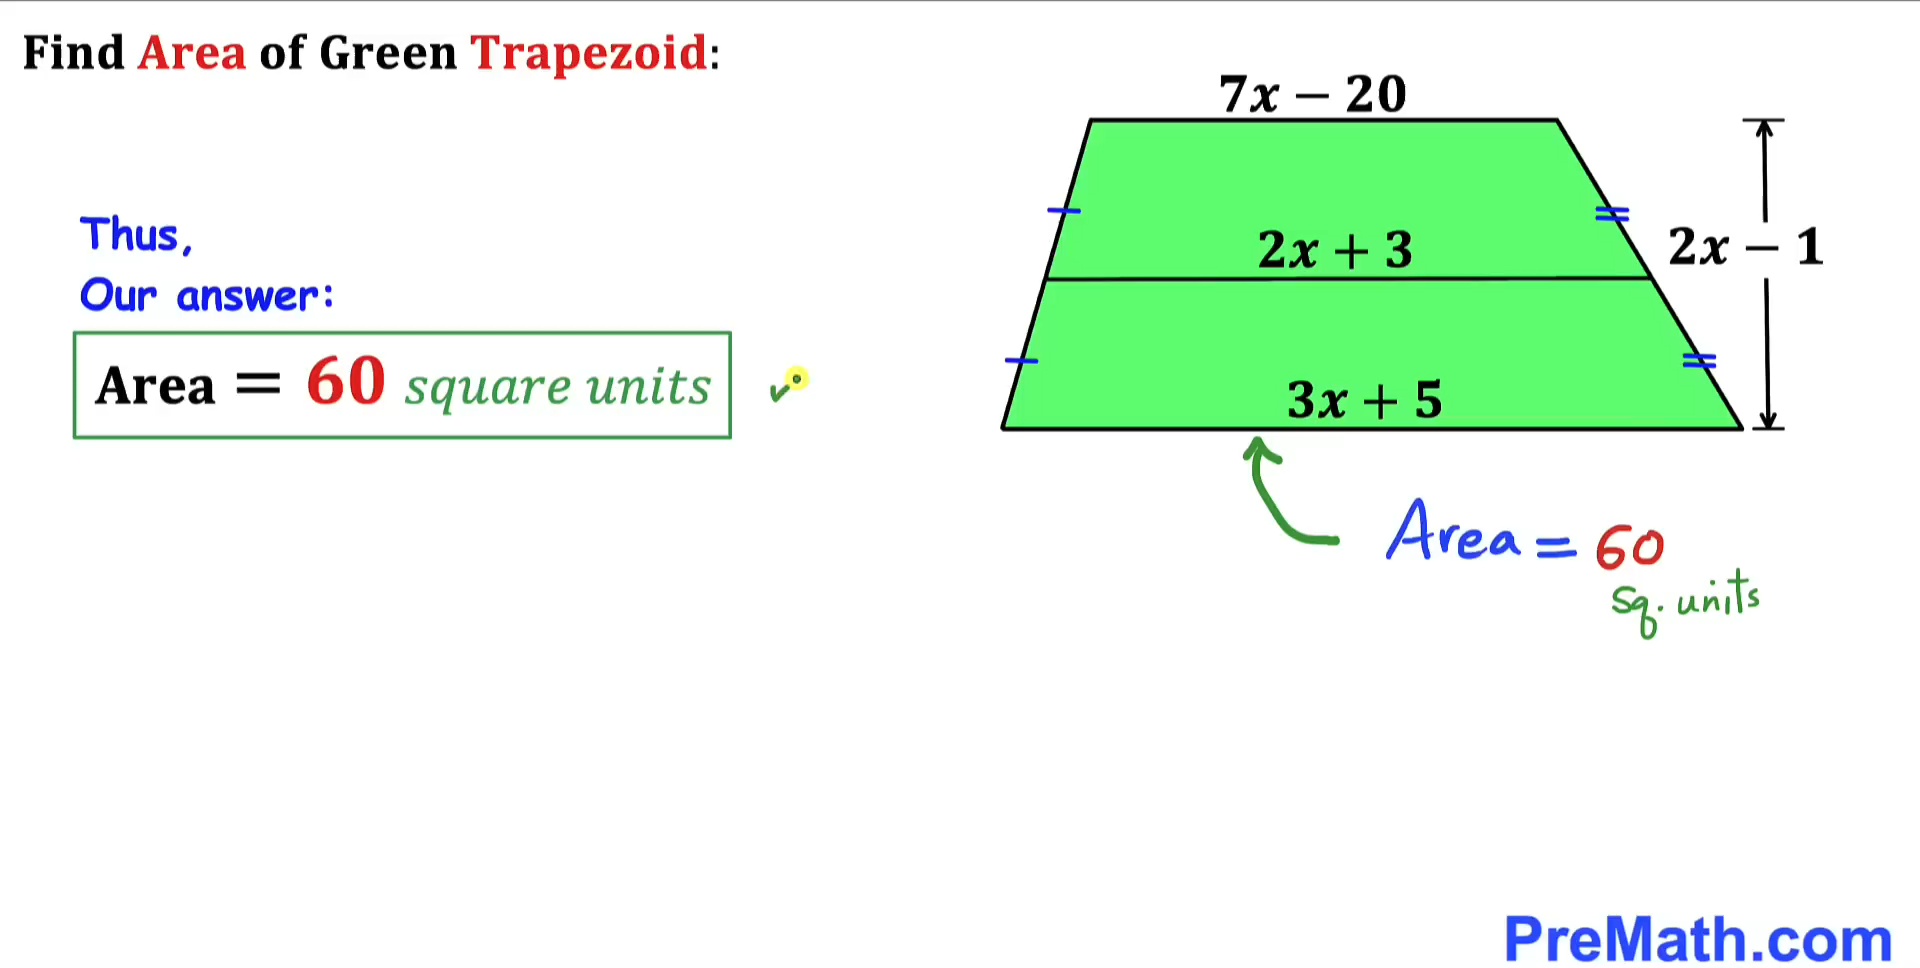 Find Area of Green Trapezoid:
7x − 20
Thus,
2x + 3
2x − 1
Our answer:
Area = 60 square units
3x + 5
Area = 60
sq. units
PreMath.com